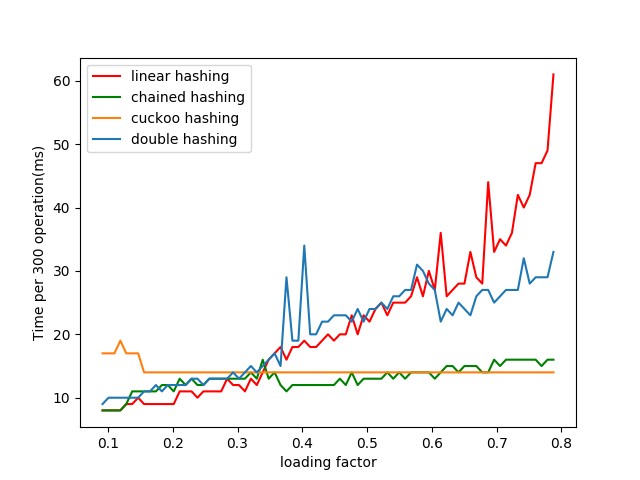 linear hashing
chained hashing
cuckoo hashing
double hashing
Time per 300 operation(ms)
60
50
40
30
20
10
0.1 0.2 0.3 0.4 0.5 0.6 0.7 0.8
loading factor